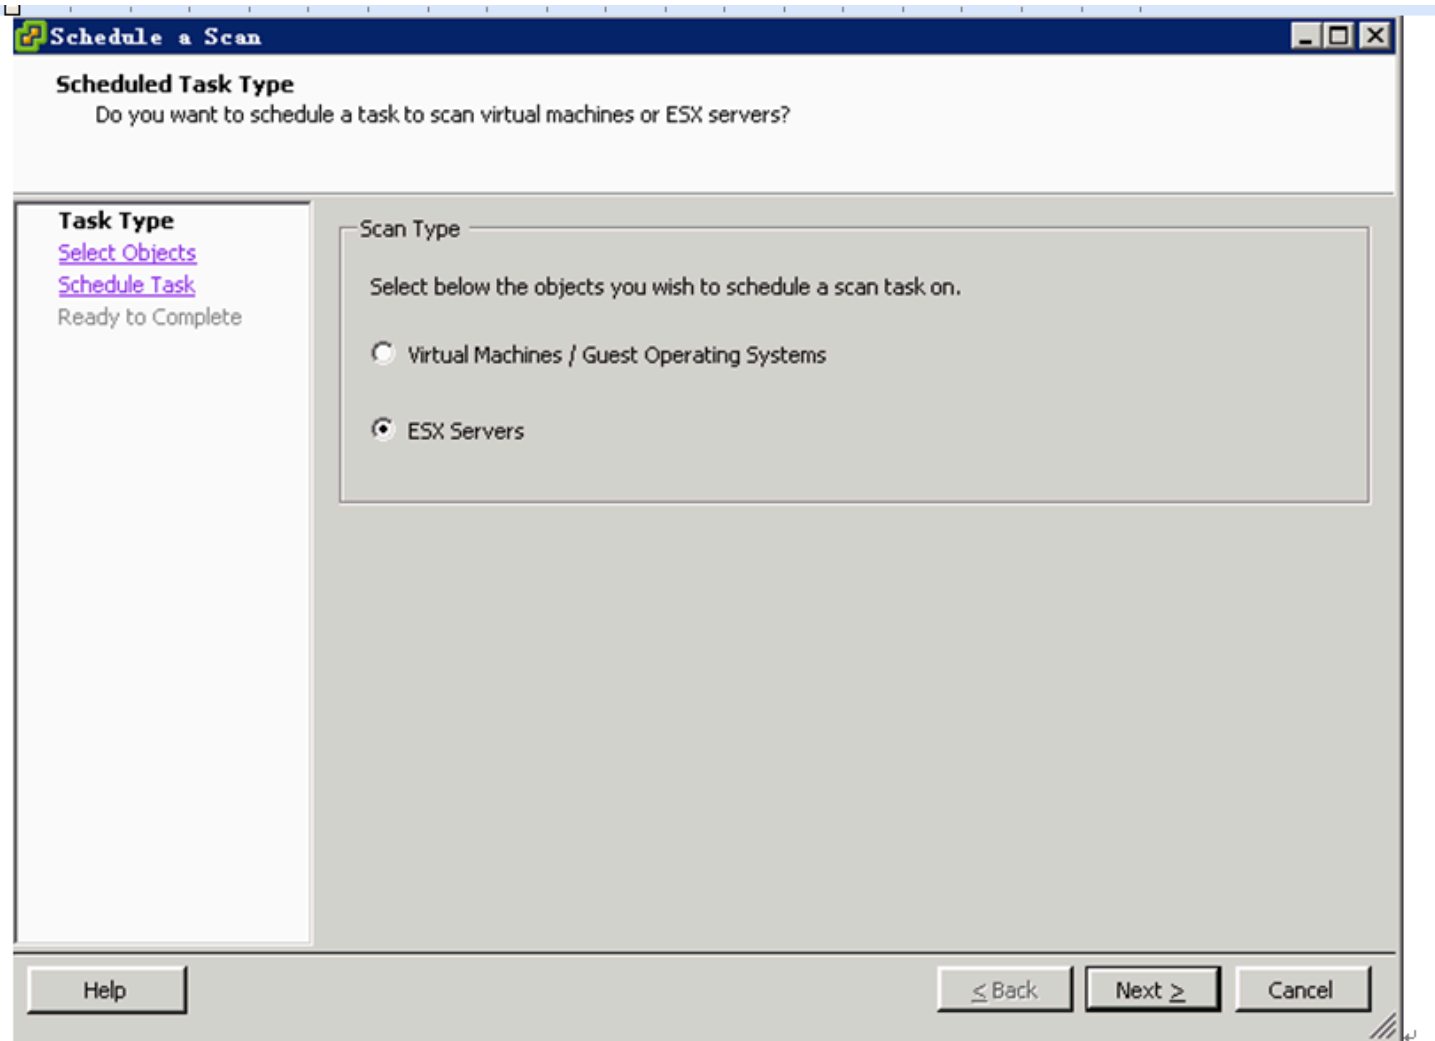 Schedule a Scan
Scheduled Task Type
Do you want to schedule a task to scan virtual machines or ESX servers?
Task Type
Select Objects
Schedule Task
Ready to Complete
Scan Type
Select below the objects you wish to schedule a scan task on.
Virtual Machines / Guest Operating Systems
ESX Servers
Help
≤ Back
Next ≥
Cancel